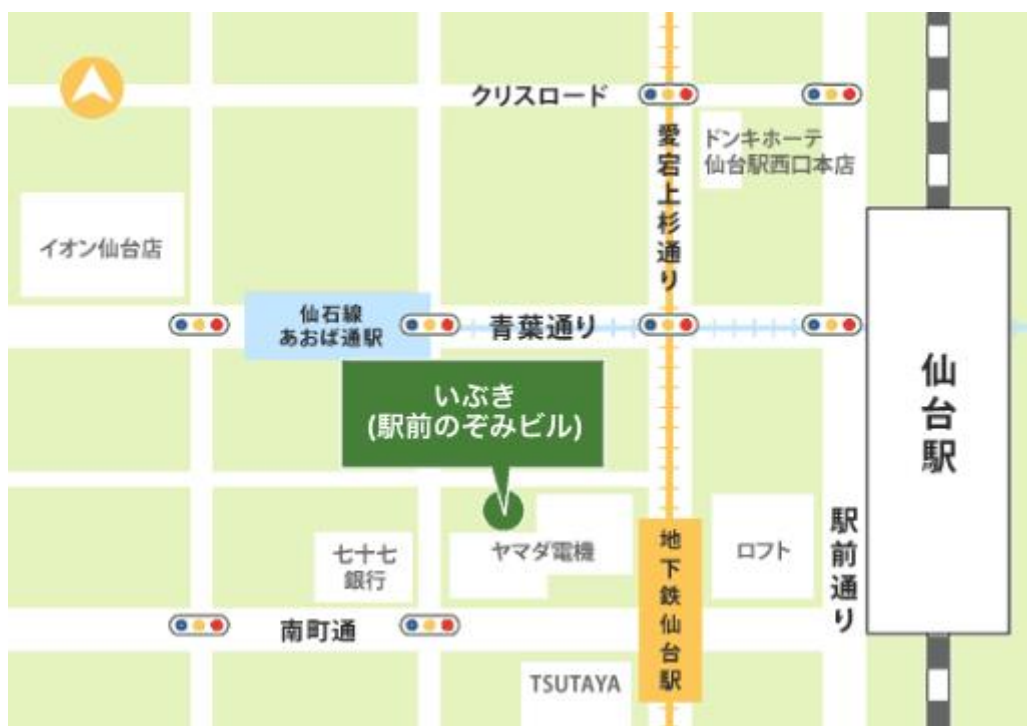 クリスロード
愛宕上杉通り
ドンキホーテ
仙台駅西口本店
イオン仙台店
仙石線
あおば通駅
青葉通り
仙台駅
いぶき
(駅前のぞみビル)
七十七
銀行
ヤマダ電機
地下鉄仙台駅
ロフト
駅前通り
南町通
TSUTAYA